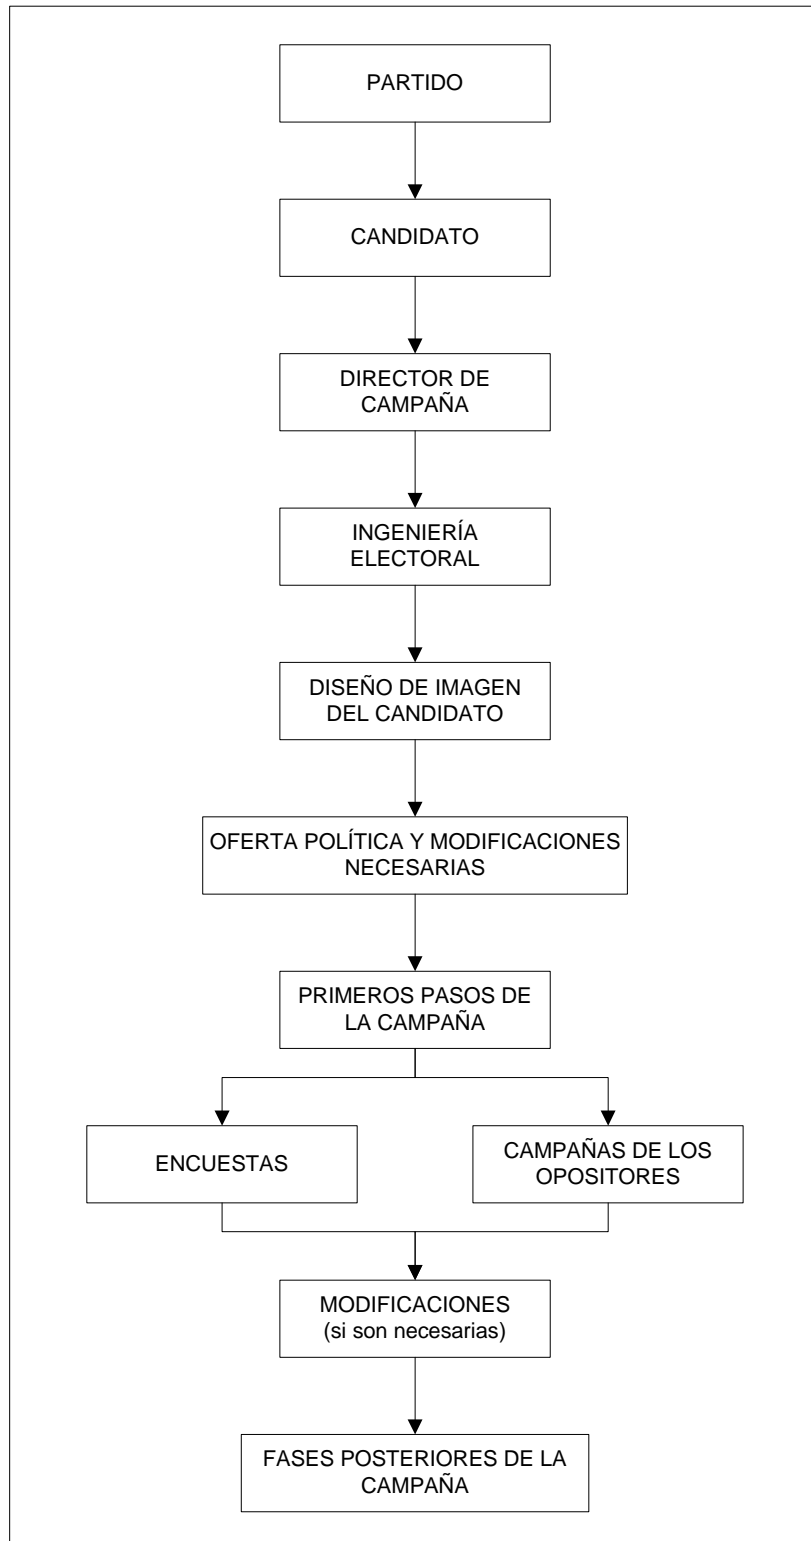 PARTIDO
CANDIDATO
DIRECTOR DE
CAMPAÑA
INGENIERÍA
ELECTORAL
DISEÑO DE IMAGEN
DEL CANDIDATO
OFERTA POLÍTICA Y MODIFICACIONES
NECESARIAS
PRIMEROS PASOS DE
LA CAMPAÑA
ENCUESTAS
CAMPAÑAS DE LOS
OPOSITORES
MODIFICACIONES
(si son necesarias)
FASES POSTERIORES DE LA
CAMPAÑA